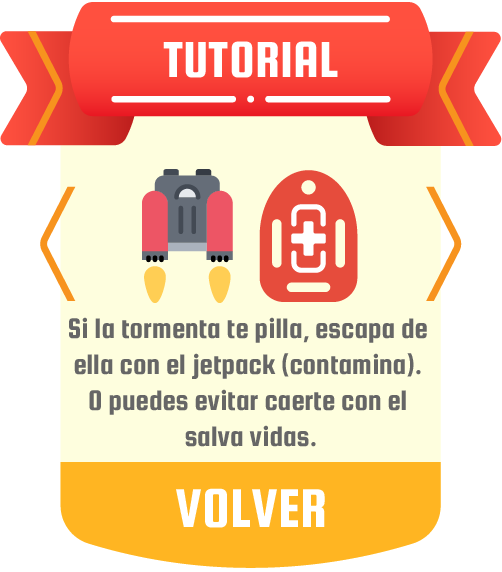 TUTORIAL
Si la tormenta te pilla, escapa de
ella con el jetpack (contamina).
O puedes evitar caerte con el
salva vidas.
VOLVER